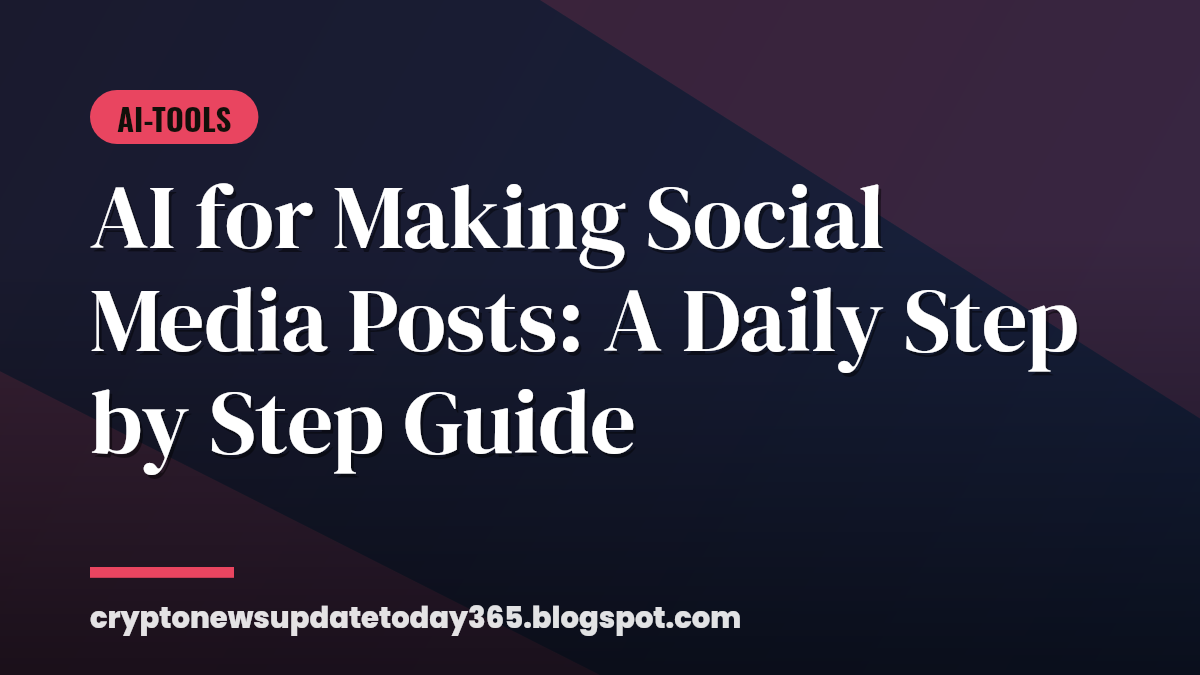 AI-TOOLS
AI for Making Social
Media Posts: A Daily Step
by Step Guide
cryptonewsupdatetoday365.blogspot.com